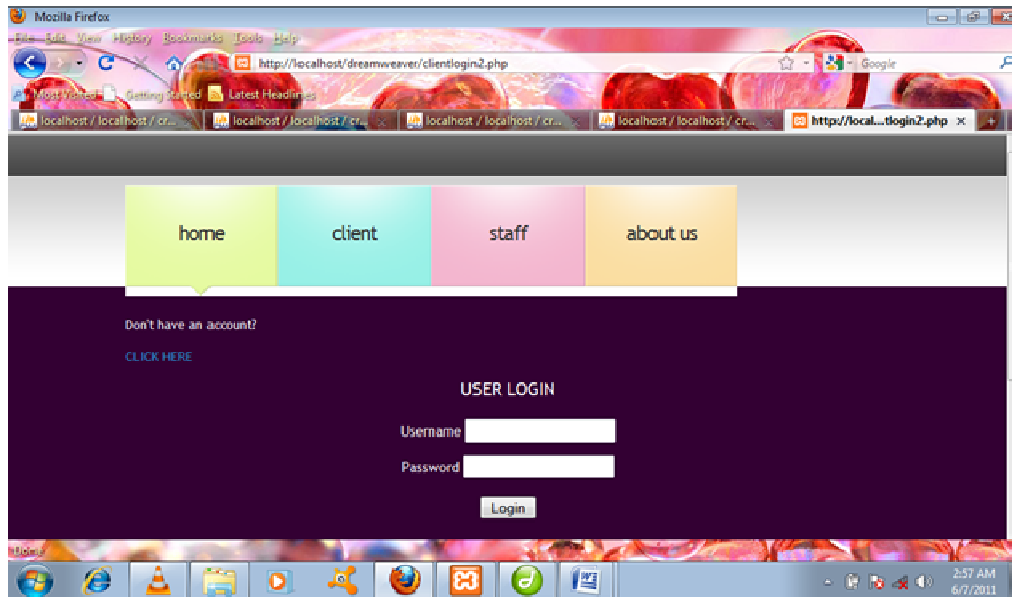 Mozilla Firefox
File Edit View History Bookmarks Tools Help
http://localhost/dreamweaver/clientlogin2.php
Google
Most Visited Getting Started Latest Headlines
localhost / localhost / cr... localhost / localhost / cr... localhost / localhost / cr... localhost / localhost / cr... http://local...tlogin2.php
home client staff about us
Don't have an account?
CLICK HERE
USER LOGIN
Username
Password
Login
Done
2:57 AM
6/7/2011